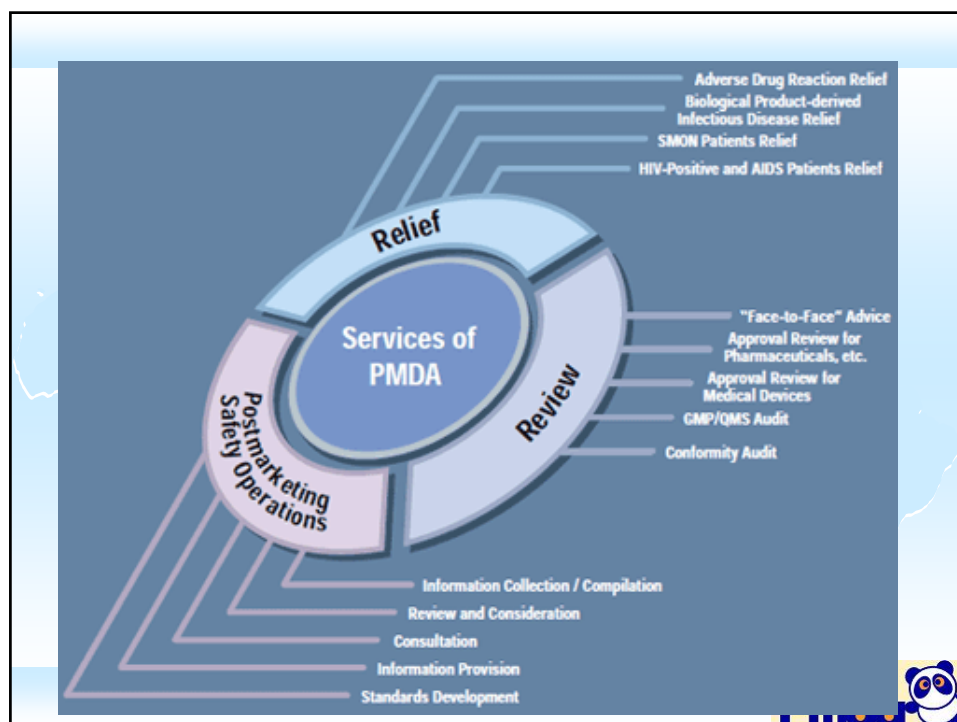 Adverse Drug Reaction Relief
Biological Product-derived
Infectious Disease Relief
SMON Patients Relief
HIV-Positive and AIDS Patients Relief
Relief
Services of
PMDA
"Face-to-Face" Advice
Approval Review for
Pharmaceuticals, etc.
Approval Review for
Medical Devices
GMP/QMS Audit
Conformity Audit
Review
Postmarketing
Safety Operations
Information Collection / Compilation
Review and Consideration
Consultation
Information Provision
Standards Development